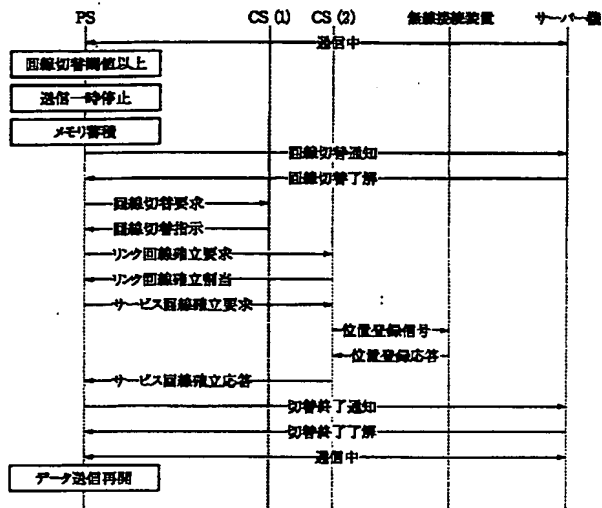 PS CS (1) CS (2) 無線接続装置 サーバー機
通信中
回線切替閾値以上
送信一時停止
メモリ蓄積
回線切替通知
回線切替了解
回線切替要求
回線切替指示
リンク回線確立要求
リンク回線確立割当
サービス回線確立要求
位置登録信号
位置登録応答
サービス回線確立応答
切替終了通知
切替終了了解
通信中
データ送信再開